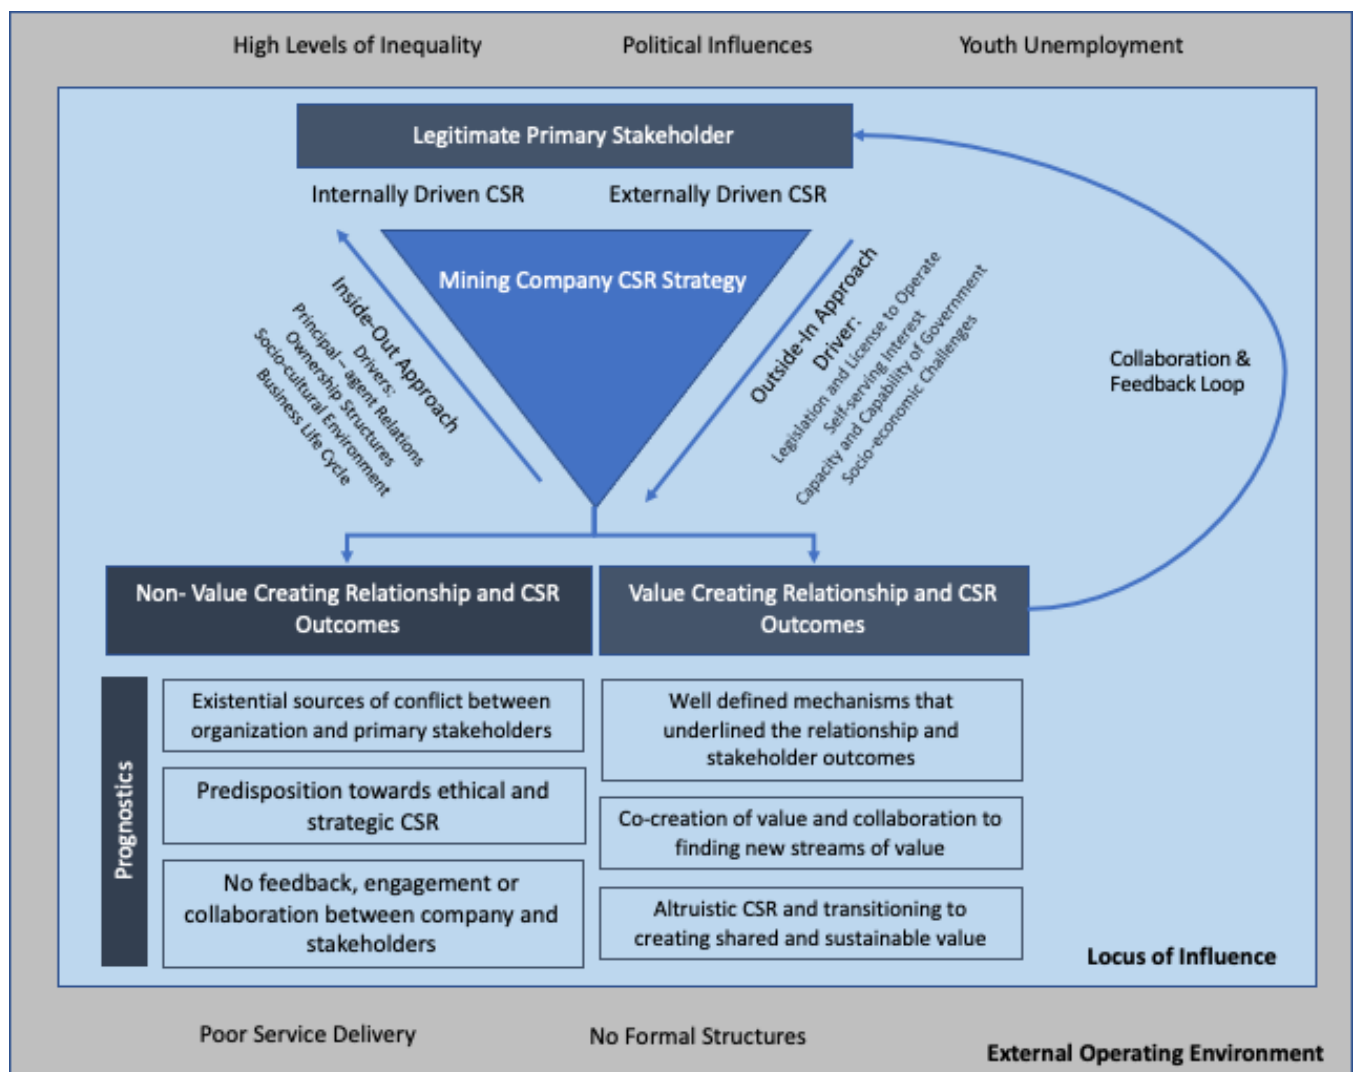 High Levels of Inequality
Political Influences
Youth Unemployment
Legitimate Primary Stakeholder
Internally Driven CSR
Externally Driven CSR
Mining Company CSR Strategy
Inside-Out Approach
Drivers:
Principal – agent Relations
Ownership Structures
Socio-cultural Environment
Business Life Cycle
Outside-In Approach
Driver:
Legislation and License to Operate
Self-serving Interest
Capacity and Capability of Government
Socio-economic Challenges
Collaboration &
Feedback Loop
Non- Value Creating Relationship and CSR
Outcomes
Value Creating Relationship and CSR
Outcomes
Prognostics
Existential sources of conflict between
organization and primary stakeholders
Predisposition towards ethical and
strategic CSR
No feedback, engagement or
collaboration between company and
stakeholders
Well defined mechanisms that
underlined the relationship and
stakeholder outcomes
Co-creation of value and collaboration to
finding new streams of value
Altruistic CSR and transitioning to
creating shared and sustainable value
Locus of Influence
Poor Service Delivery
No Formal Structures
External Operating Environment